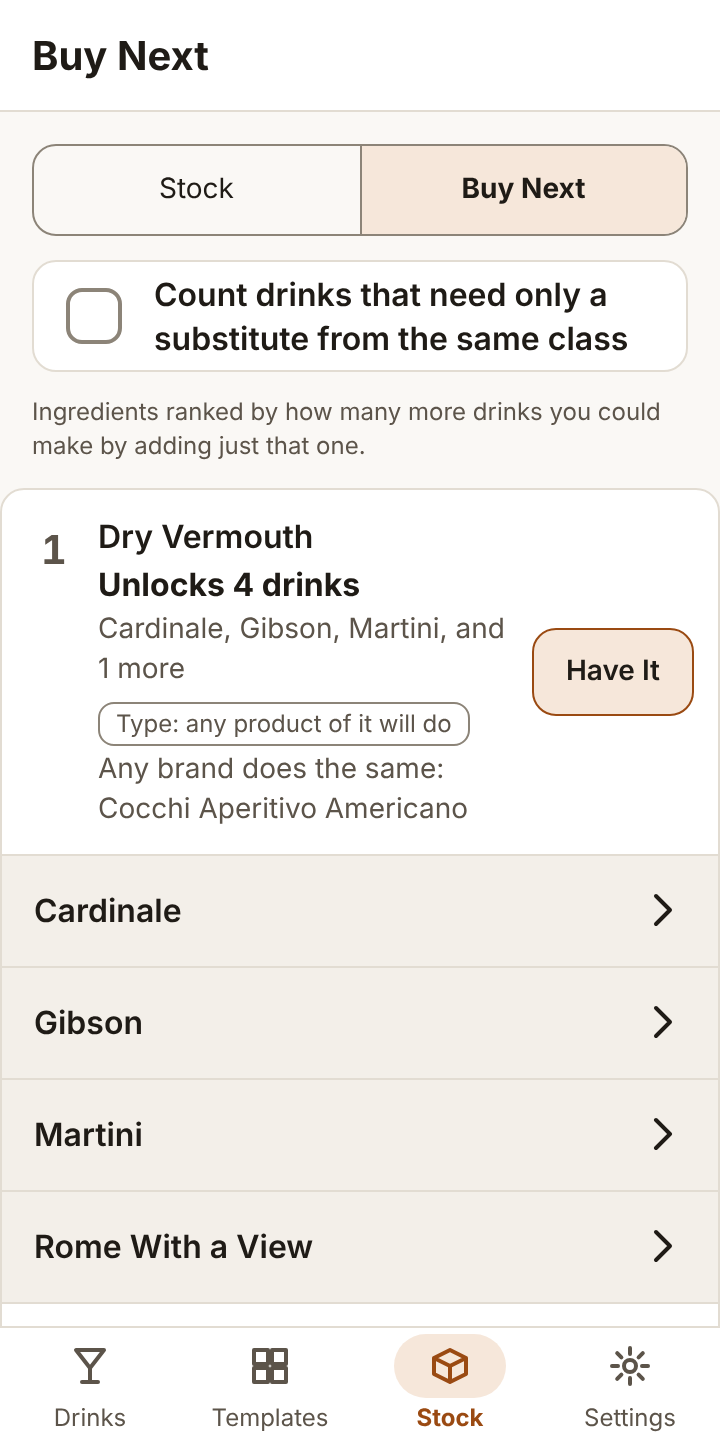 Buy Next
Stock
Buy Next
Count drinks that need only a
substitute from the same class
Ingredients ranked by how many more drinks you could
make by adding just that one.
1
Dry Vermouth
Unlocks 4 drinks
Cardinale, Gibson, Martini, and
1 more
Have It
Type: any product of it will do
Any brand does the same:
Cocchi Aperitivo Americano
Cardinale
Gibson
Martini
Rome With a View
Drinks
Templates
Stock
Settings